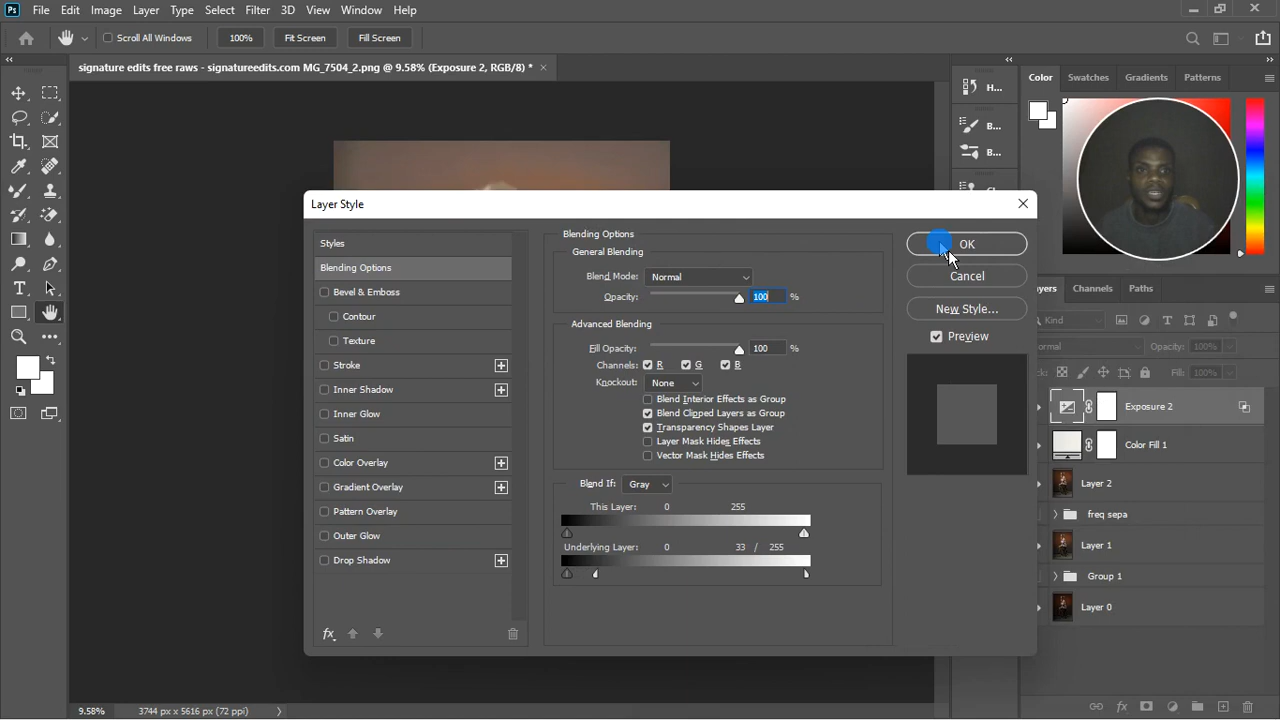 Ps File Edit Image Layer Type Select Filter 3D View Window Help
Scroll All Windows 100% Fit Screen Fill Screen
signature edits free raws - signatureedits.com MG_7504_2.png @ 9.58% (Exposure 2, RGB/8) *
H...
B...
B...
Color Swatches Gradients Patterns
Layer Style
Styles
Blending Options
Bevel & Emboss
Contour
Texture
Stroke
Inner Shadow
Inner Glow
Satin
Color Overlay
Gradient Overlay
Pattern Overlay
Outer Glow
Drop Shadow
fx
Blending Options
General Blending
Blend Mode: Normal
Opacity: 100 %
Advanced Blending
Fill Opacity: 100 %
Channels: R G B
Knockout: None
Blend Interior Effects as Group
Blend Clipped Layers as Group
Transparency Shapes Layer
Layer Mask Hides Effects
Vector Mask Hides Effects
Blend If: Gray
This Layer: 0 255
Underlying Layer: 0 33 / 255
OK
Cancel
New Style...
Preview
ayers Channels Paths
Kind
rmal Opacity: 100%
ck: Fill: 100%
Exposure 2
Color Fill 1
Layer 2
freq sepa
Layer 1
Group 1
Layer 0
fx
9.58% 3744 px x 5616 px (72 ppi)